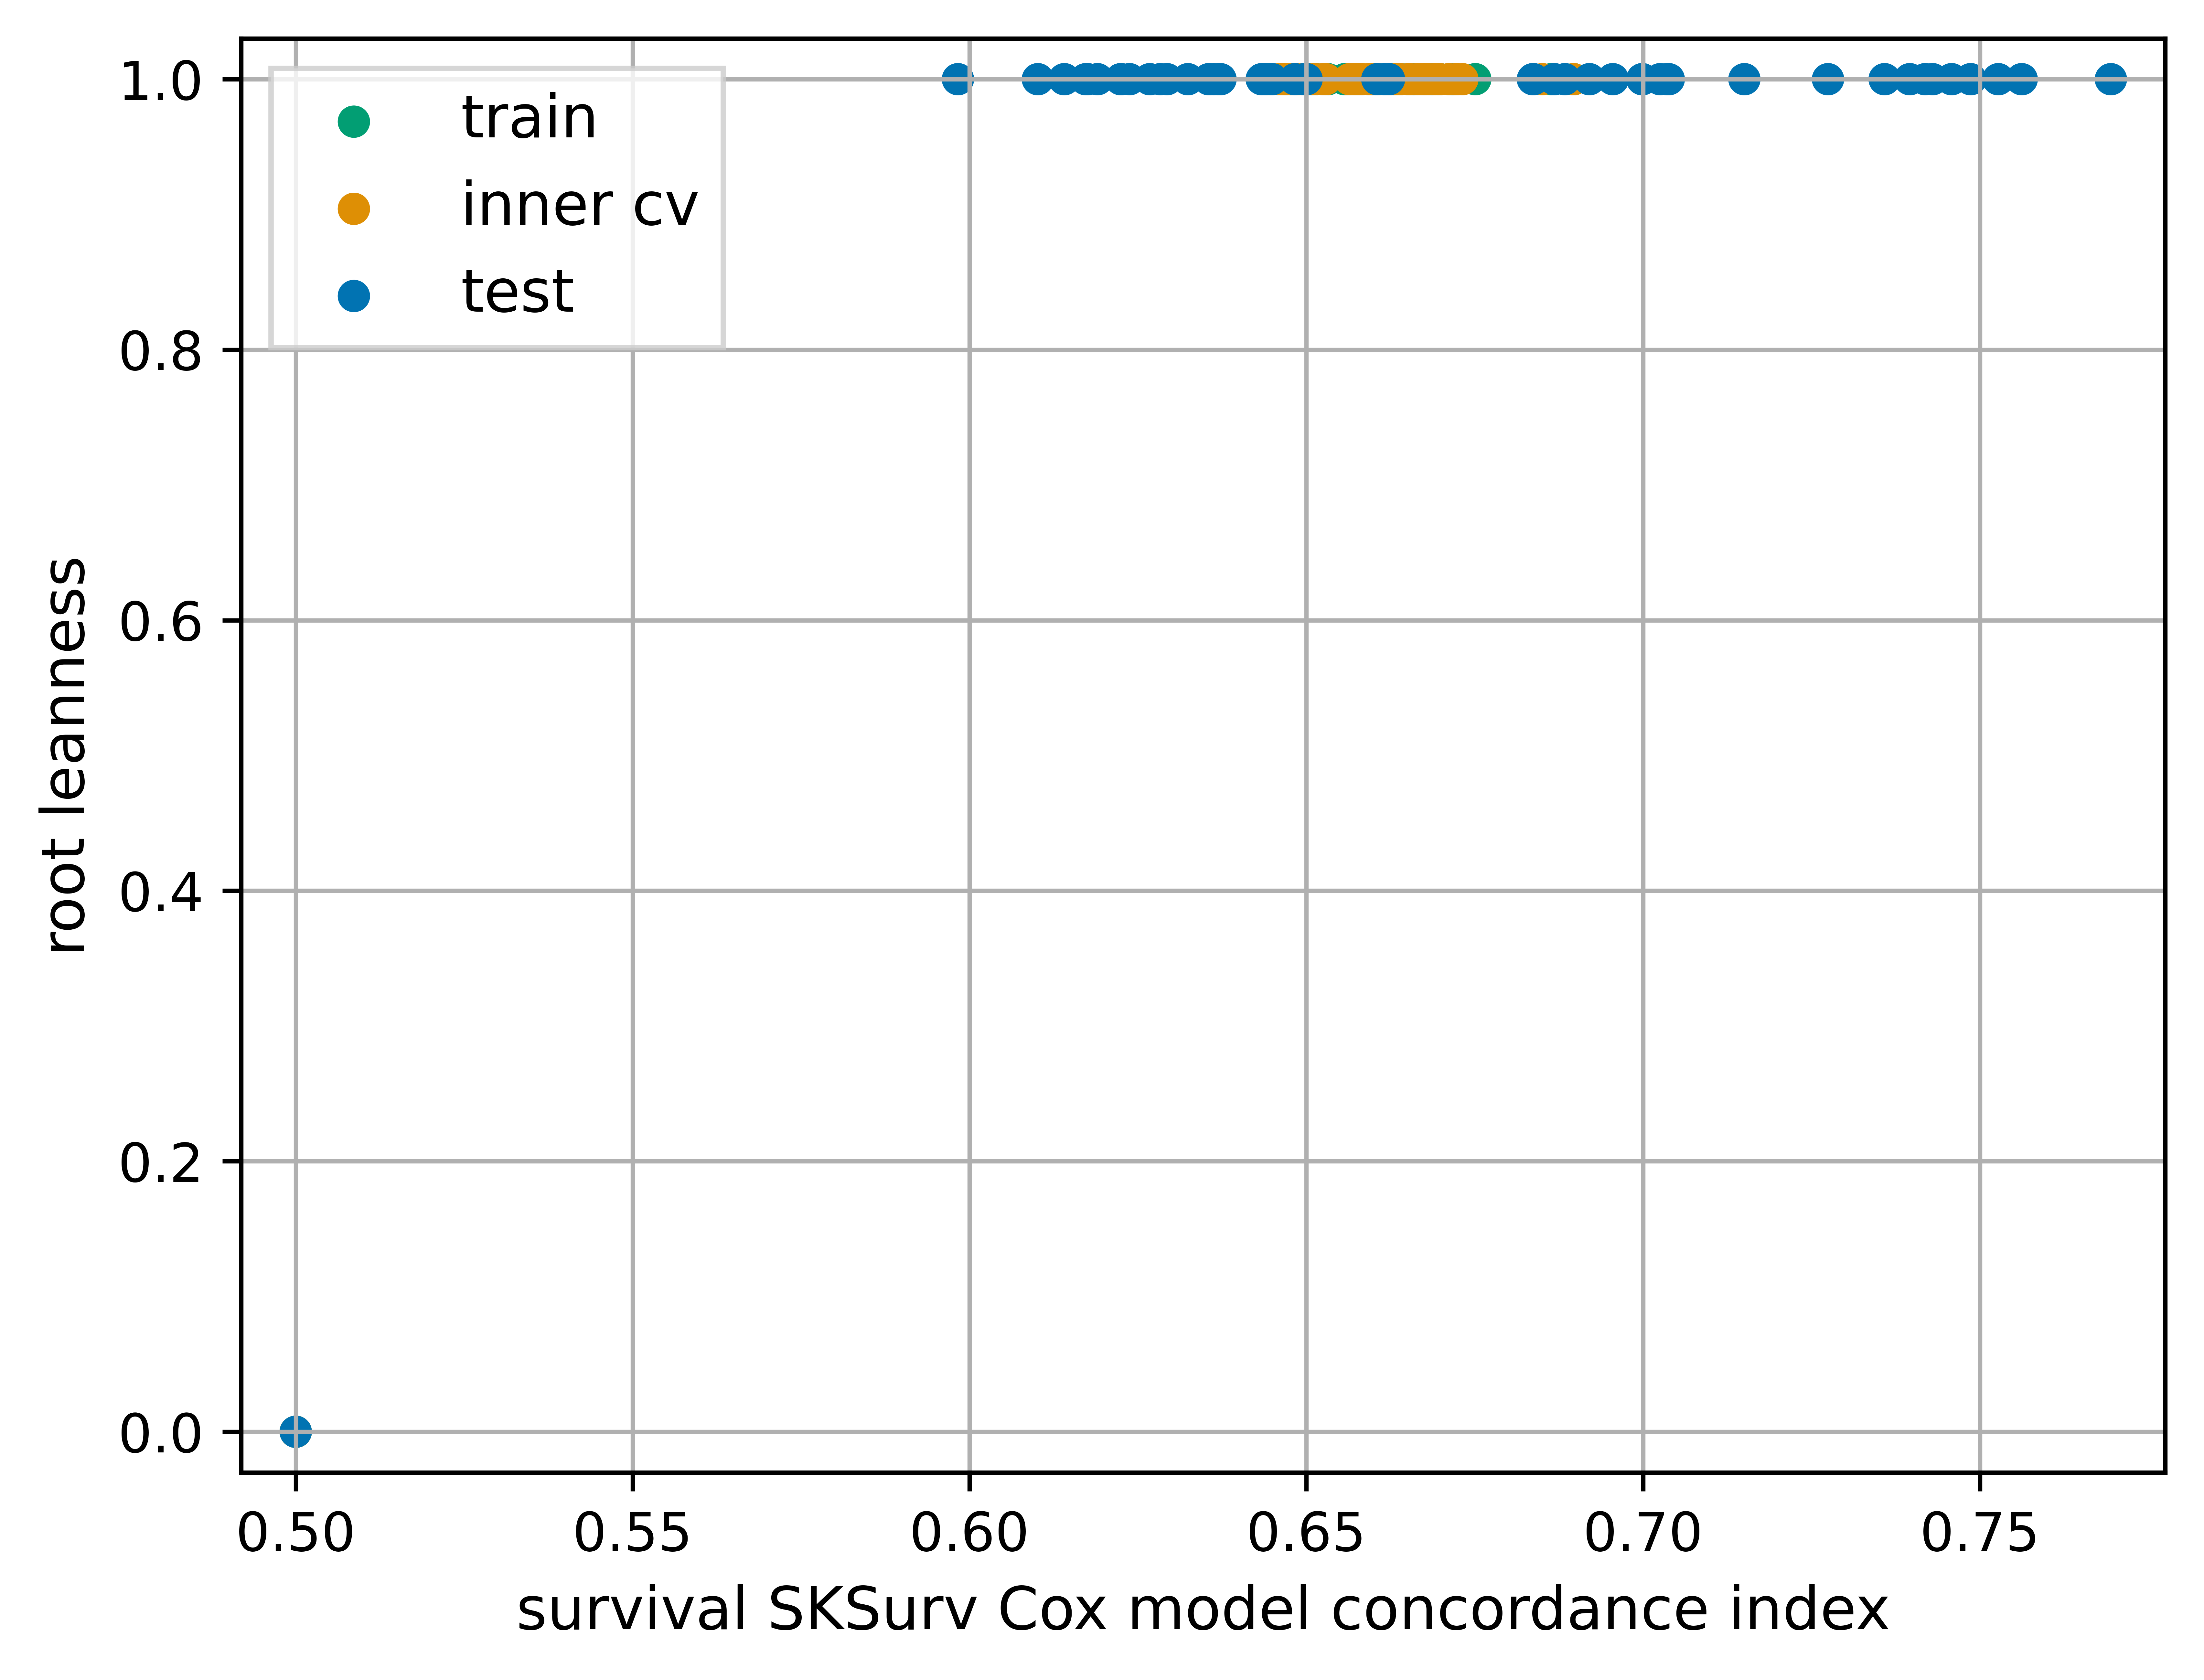 1.0
0.8
0.6
0.4
0.2
0.0
root leanness
train
inner cv
test
0.50 0.55 0.60 0.65 0.70 0.75
survival SKSurv Cox model concordance index